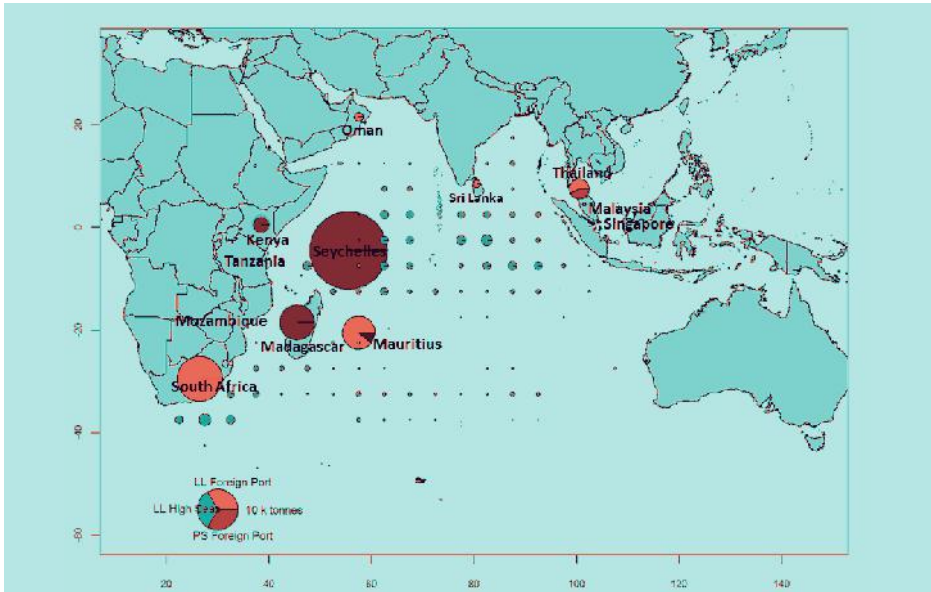 Oman
Thailand
Sri Lanka
Malaysia
Singapore
Kenya
Seychelles
Tanzania
Mozambique
Madagascar
Mauritius
South Africa
LL Foreign Port
LL High Seas
10 k tonnes
PS Foreign Port
20
0
-20
-40
-60
20 40 60 80 100 120 140